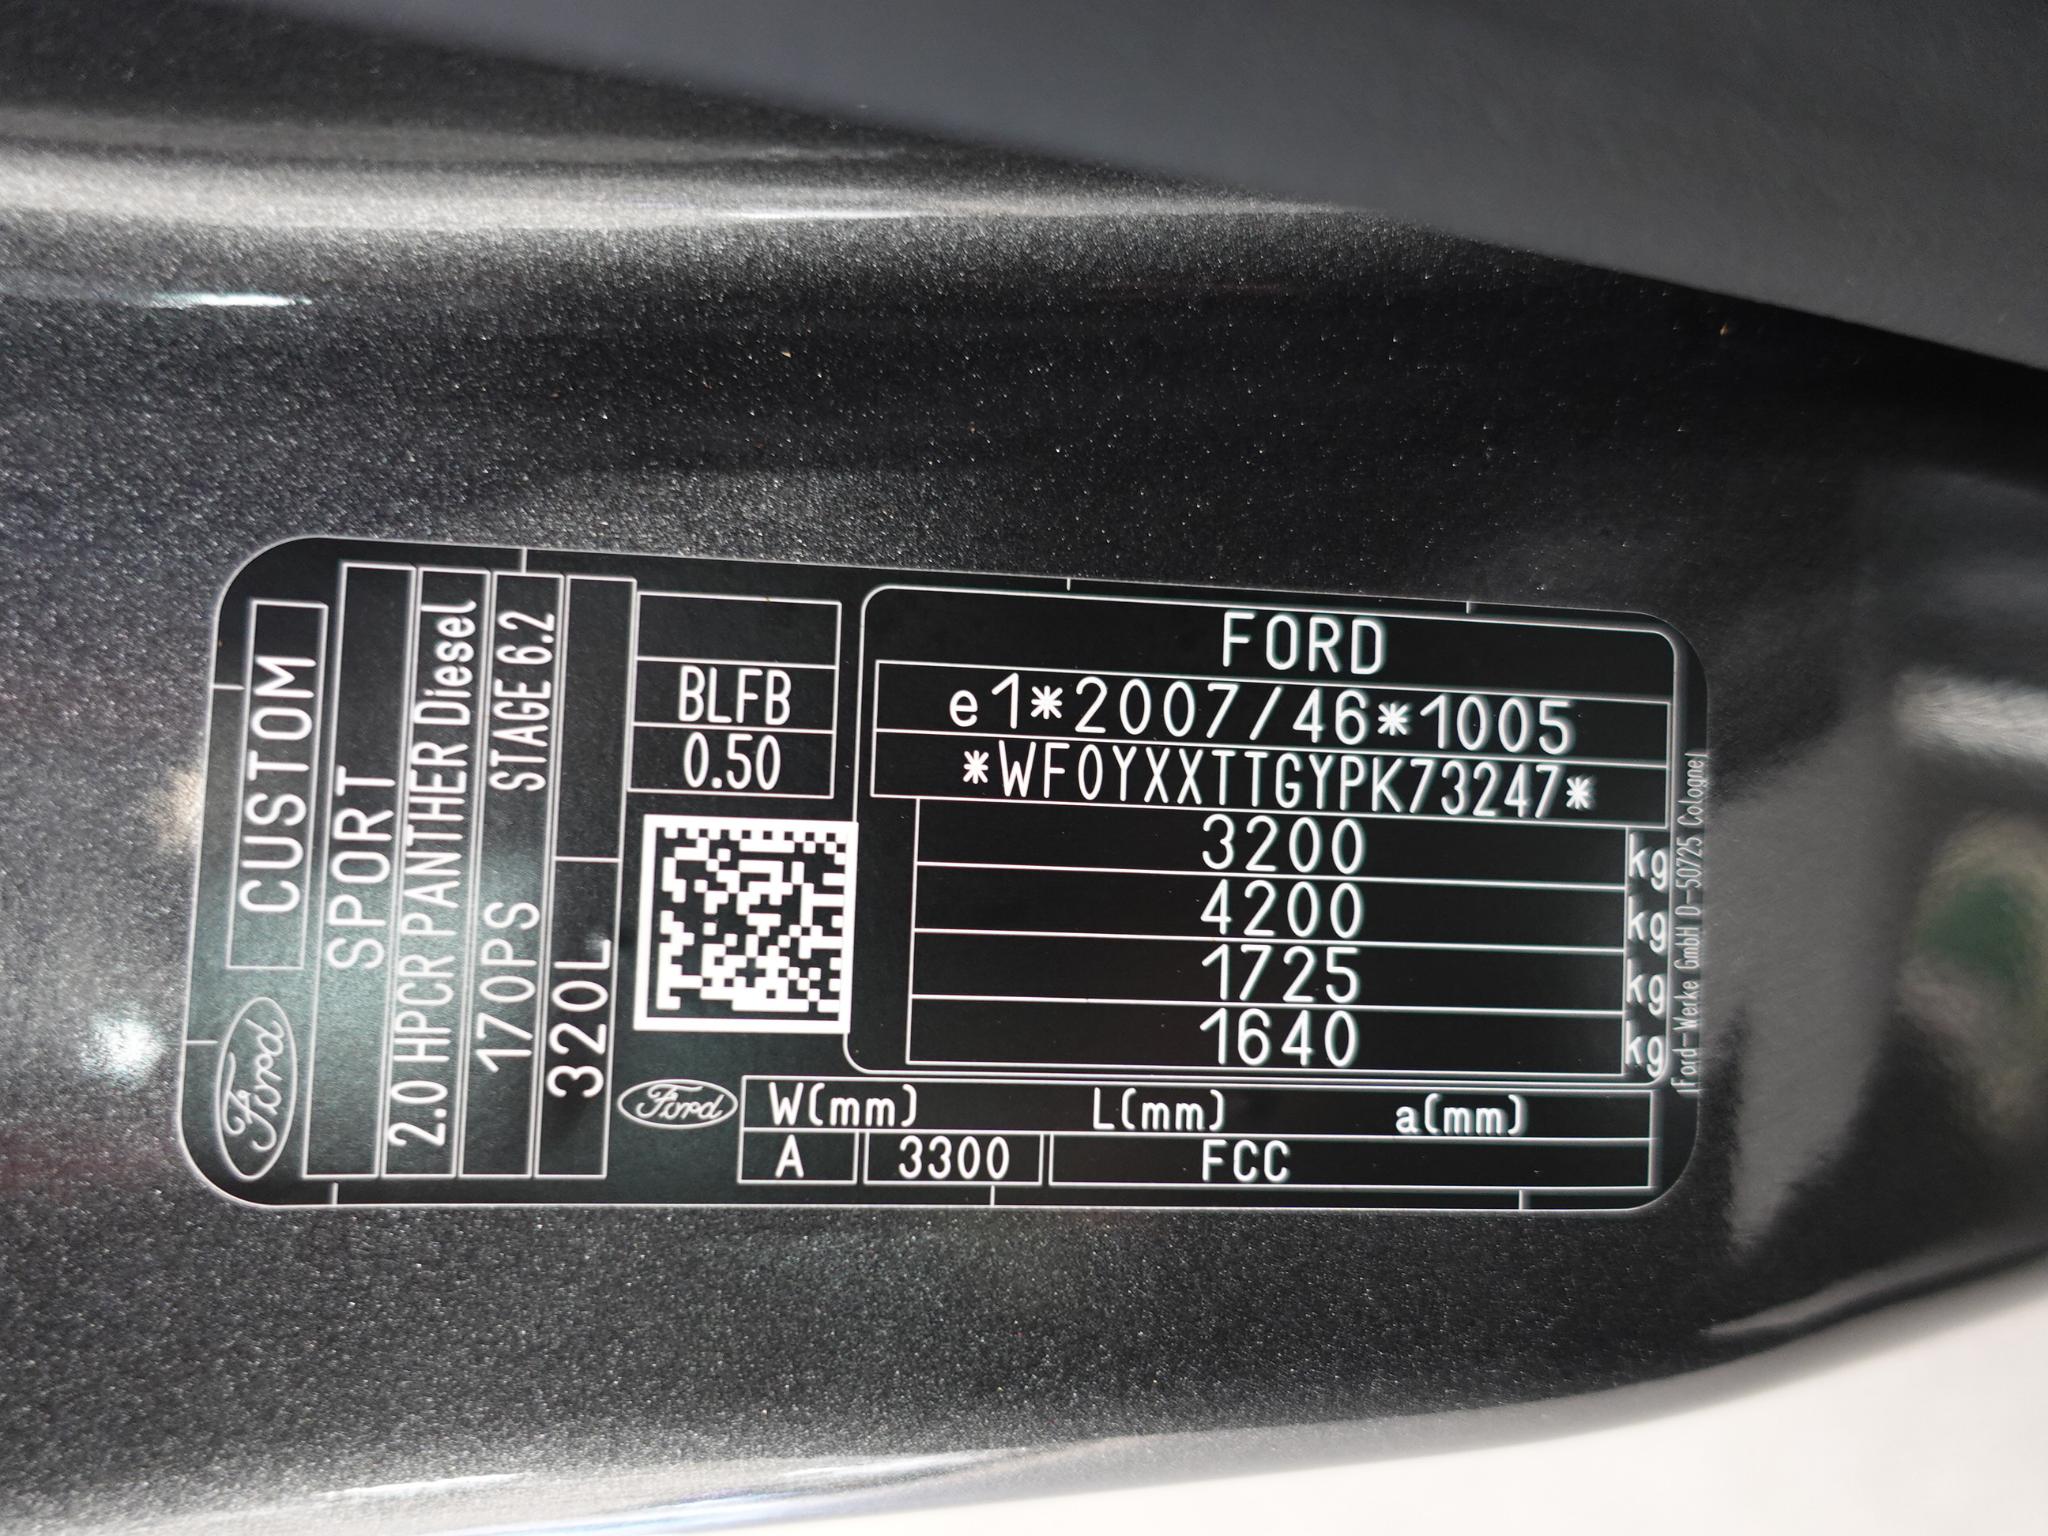 Ford
CUSTOM
SPORT
2.0 HPCR PANTHER Diesel
170PS STAGE 6.2
320L
BLFB
0.50
FORD
e1*2007/46*1005
*WF0YXXTTGYPK73247*
3200 kg
4200 kg
1725 kg
1640 kg
Ford
W(mm) L(mm) a(mm)
A 3300 FCC
Ford-Werke GmbH D-50725 Cologne